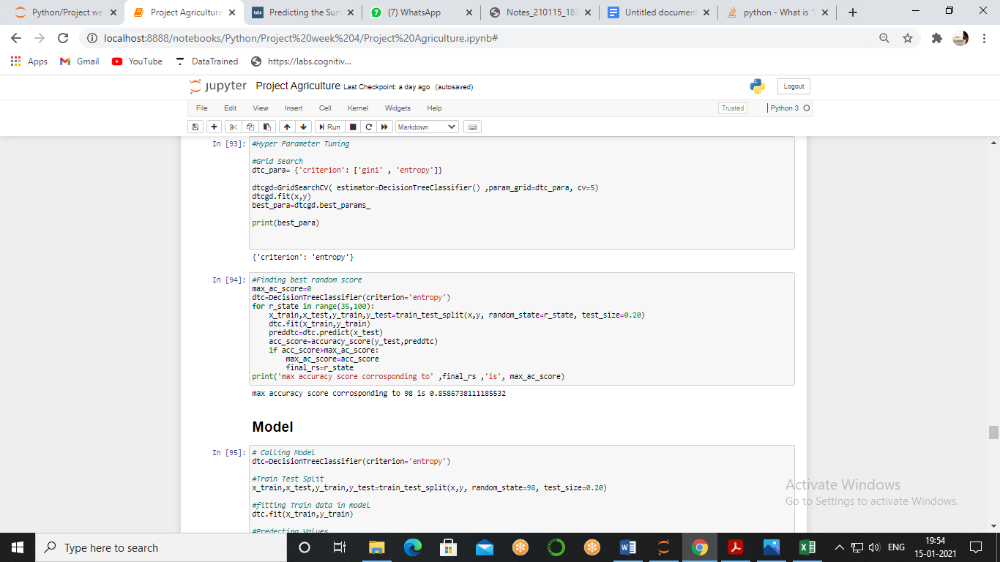 Python/Project we
Project Agriculture
tds Predicting the Sur
7 (7) WhatsApp
Notes_210115_183
Untitled documen
python - What is "
localhost:8888/notebooks/Python/Project%20week%204/Project%20Agriculture.ipynb#
Apps Gmail YouTube DataTrained https://labs.cognitiv...
jupyter Project Agriculture Last Checkpoint: a day ago (autosaved) Logout
File Edit View Insert Cell Kernel Widgets Help Trusted Python 3
Run Markdown
In [93]: #Hyper Parameter Tuning
#Grid Search
dtc_para= {'criterion': ['gini' , 'entropy']}
dtcgd=GridSearchCV( estimator=DecisionTreeClassifier() ,param_grid=dtc_para, cv=5)
dtcgd.fit(x,y)
best_para=dtcgd.best_params_
print(best_para)
{'criterion': 'entropy'}
In [94]: #Finding best random score
max_ac_score=0
dtc=DecisionTreeClassifier(criterion='entropy')
for r_state in range(35,100):
x_train,x_test,y_train,y_test=train_test_split(x,y, random_state=r_state, test_size=0.20)
dtc.fit(x_train,y_train)
preddtc=dtc.predict(x_test)
acc_score=accuracy_score(y_test,preddtc)
if acc_score>max_ac_score:
max_ac_score=acc_score
final_rs=r_state
print('max accuracy score corrosponding to' ,final_rs ,'is', max_ac_score)
max accuracy score corrosponding to 98 is 0.8586738111185532
Model
In [95]: # Calling Model
dtc=DecisionTreeClassifier(criterion='entropy')
#Train Test Split
x_train,x_test,y_train,y_test=train_test_split(x,y, random_state=98, test_size=0.20)
#fitting Train data in model
dtc.fit(x_train,y_train)
#Predecting Values
Activate Windows
Go to Settings to activate Windows.
Type here to search
ENG
19:54
15-01-2021